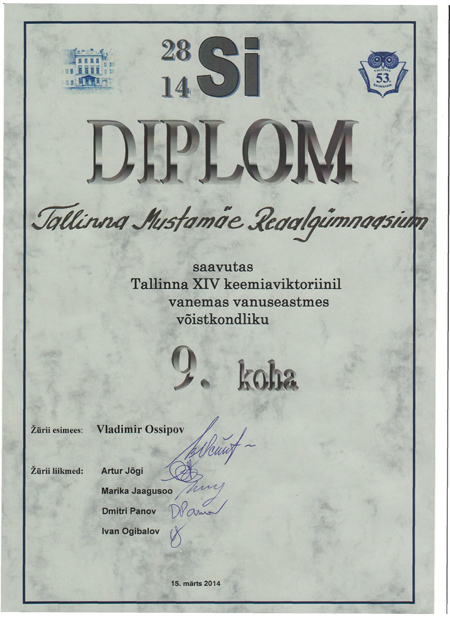 28
14 Si
53.
DIPLOM
Tallinna Mustamäe Reaalgümnaasium
saavutas
Tallinna XIV keemiaviktoriinil
vanemas vanuseastmes
võistkondliku
9. koha
Žürii esimees: Vladimir Ossipov
Žürii liikmed: Artur Jõgi
Marika Jaagusoo
Dmitri Panov
Ivan Ogibalov
15. märts 2014